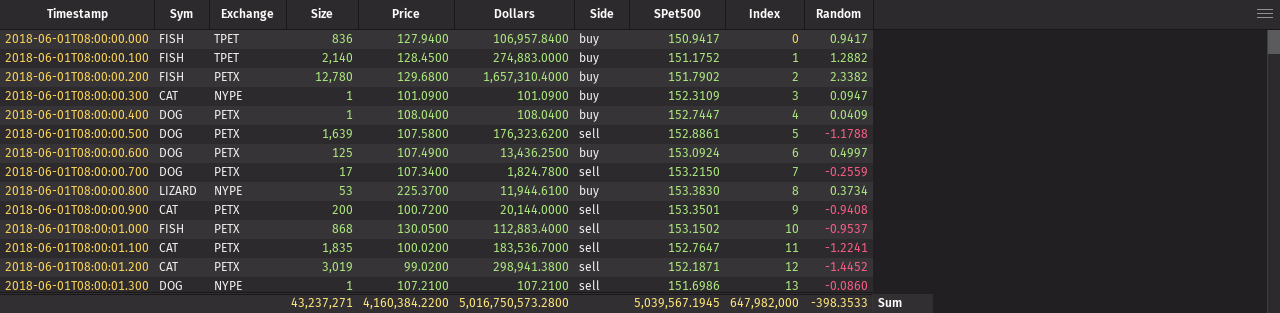 Timestamp Sym Exchange Size Price Dollars Side SPet500 Index Random
2018-06-01T08:00:00.000 FISH TPET 836 127.9400 106,957.8400 buy 150.9417 0 0.9417
2018-06-01T08:00:00.100 FISH TPET 2,140 128.4500 274,883.0000 buy 151.1752 1 1.2882
2018-06-01T08:00:00.200 FISH PETX 12,780 129.6800 1,657,310.4000 buy 151.7902 2 2.3382
2018-06-01T08:00:00.300 CAT NYPE 1 101.0900 101.0900 buy 152.3109 3 0.0947
2018-06-01T08:00:00.400 DOG PETX 1 108.0400 108.0400 buy 152.7447 4 0.0409
2018-06-01T08:00:00.500 DOG PETX 1,639 107.5800 176,323.6200 sell 152.8861 5 -1.1788
2018-06-01T08:00:00.600 DOG PETX 125 107.4900 13,436.2500 buy 153.0924 6 0.4997
2018-06-01T08:00:00.700 DOG PETX 17 107.3400 1,824.7800 sell 153.2150 7 -0.2559
2018-06-01T08:00:00.800 LIZARD NYPE 53 225.3700 11,944.6100 buy 153.3830 8 0.3734
2018-06-01T08:00:00.900 CAT PETX 200 100.7200 20,144.0000 sell 153.3501 9 -0.9408
2018-06-01T08:00:01.000 FISH PETX 868 130.0500 112,883.4000 sell 153.1502 10 -0.9537
2018-06-01T08:00:01.100 CAT PETX 1,835 100.0200 183,536.7000 sell 152.7647 11 -1.2241
2018-06-01T08:00:01.200 CAT PETX 3,019 99.0200 298,941.3800 sell 152.1871 12 -1.4452
2018-06-01T08:00:01.300 DOG NYPE 1 107.2100 107.2100 sell 151.6986 13 -0.0860
43,237,271 4,160,384.2200 5,016,750,573.2800 5,039,567.1945 647,982,000 -398.3533 Sum